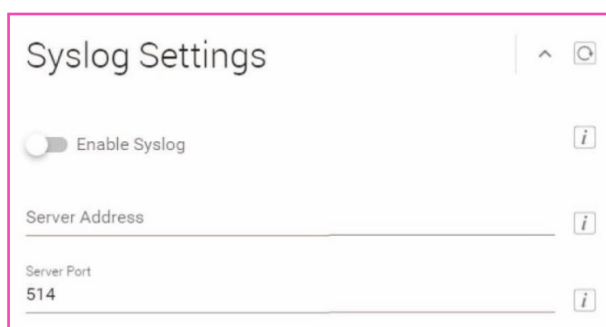 Syslog Settings
Enable Syslog
i
Server Address
i
Server Port
514
i